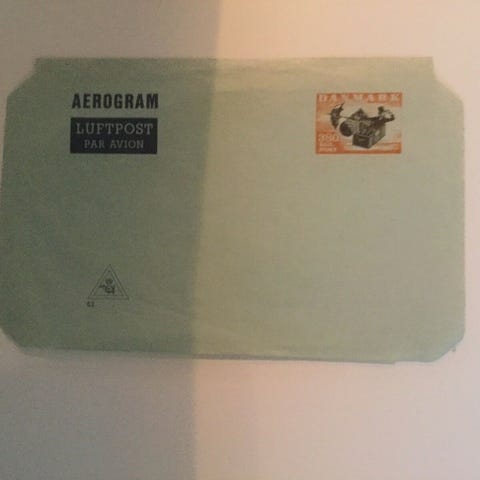 AEROGRAM
LUFTPOST
PAR AVION
DANMARK
380